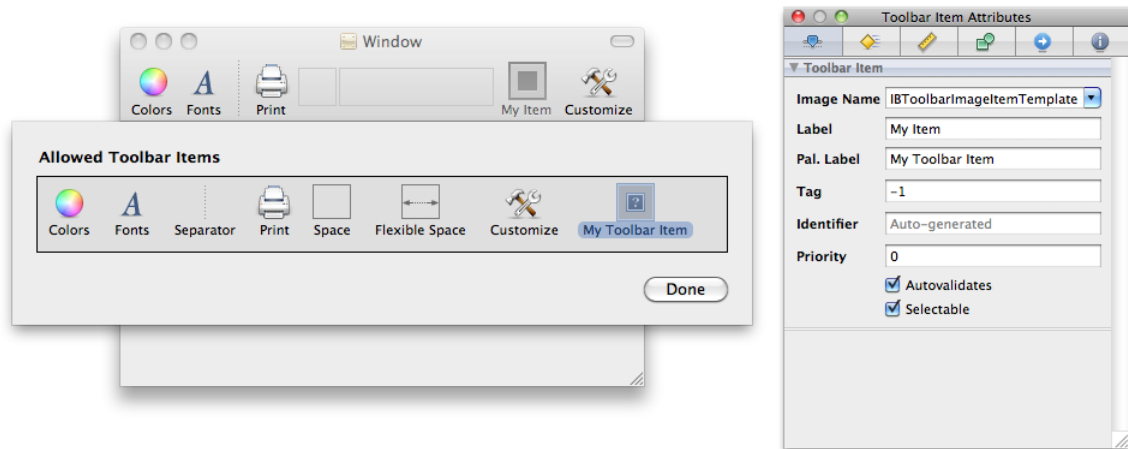 Window
Colors Fonts Print My Item Customize
Allowed Toolbar Items
Colors Fonts Separator Print Space Flexible Space Customize My Toolbar Item
Done
Toolbar Item Attributes
Toolbar Item
Image Name IBToolbarImageItemTemplate
Label My Item
Pal. Label My Toolbar Item
Tag -1
Identifier Auto-generated
Priority 0
Autovalidates
Selectable